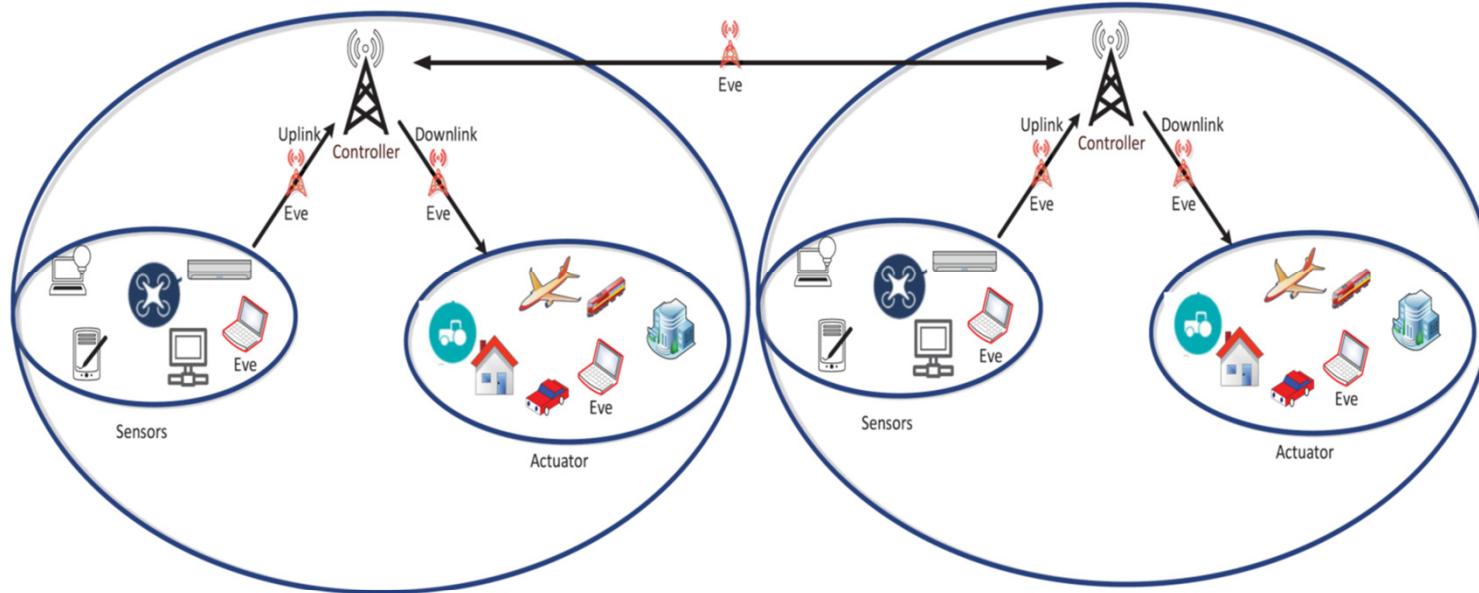 Eve
Uplink
Downlink
Controller
Eve
Eve
Eve
Sensors
Eve
Actuator
Uplink
Downlink
Controller
Eve
Eve
Eve
Sensors
Eve
Actuator